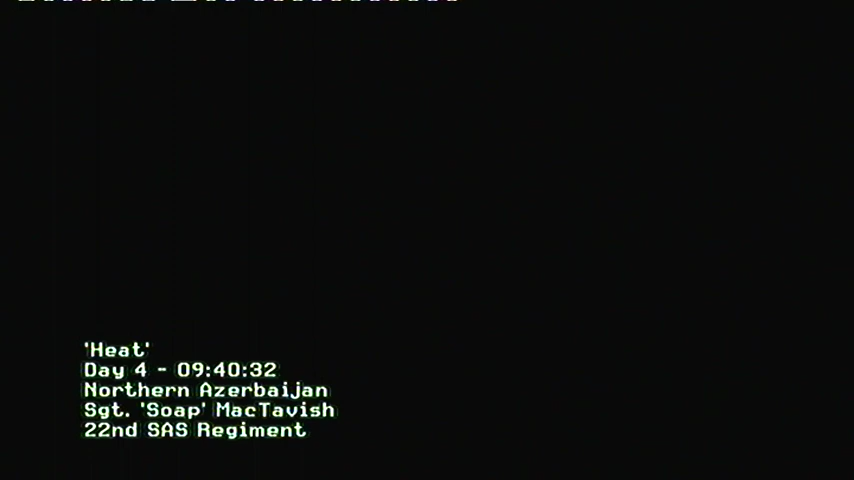 'Heat'
Day 4 - 09:40:32
Northern Azerbaijan
Sgt. 'Soap' MacTavish
22nd SAS Regiment